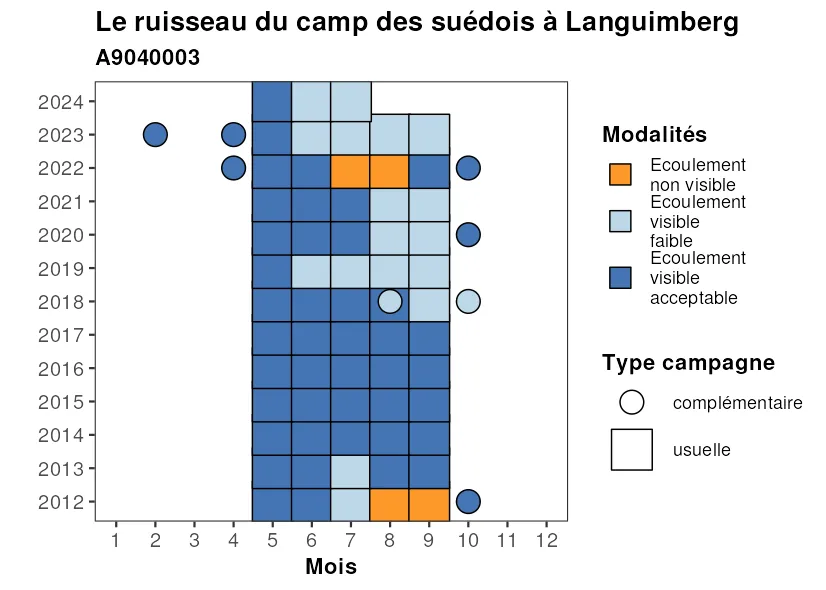 Le ruisseau du camp des suédois à Languimberg
A9040003
2024
2023
2022
2021
2020
2019
2018
2017
2016
2015
2014
2013
2012
1 2 3 4 5 6 7 8 9 10 11 12
Mois
Modalités
Ecoulement
non visible
Ecoulement
visible
faible
Ecoulement
visible
acceptable
Type campagne
complémentaire
usuelle